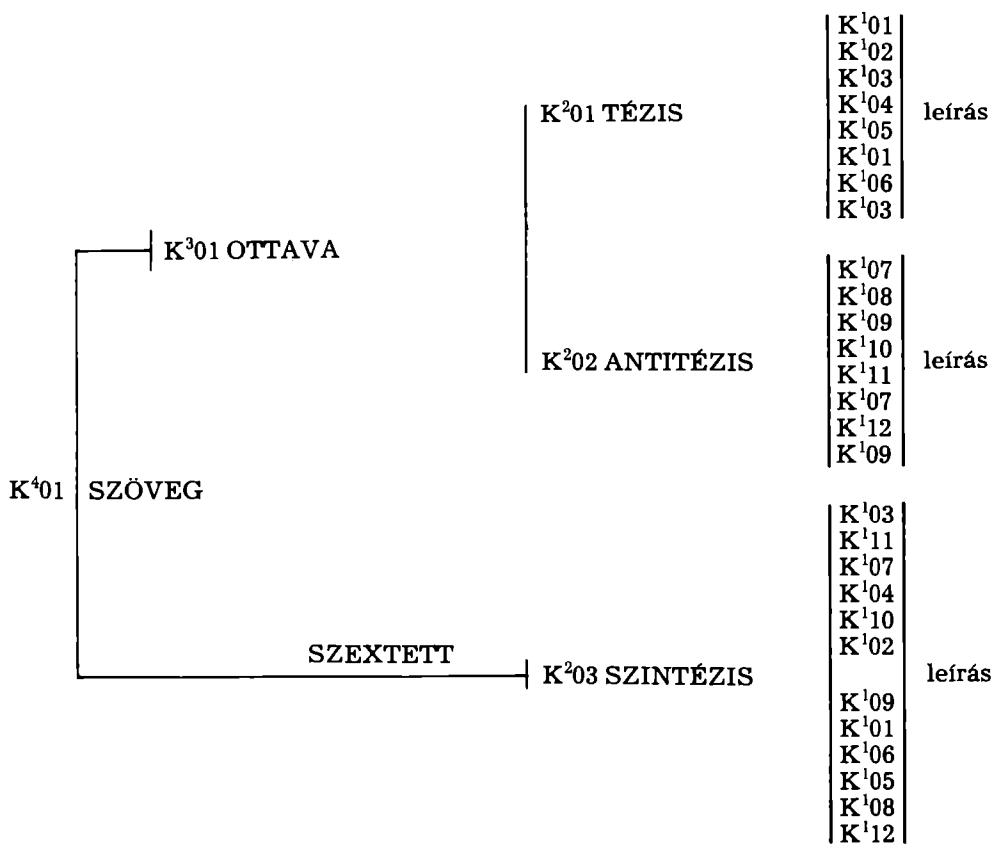 K¹01
K¹02
K¹03
K²01 TÉZIS K¹04 leírás
K¹05
K¹01
K¹06
K¹03
K³01 OTTAVA
K¹07
K¹08
K¹09
K²02 ANTITÉZIS K¹10 leírás
K¹11
K¹07
K¹12
K¹09
K⁴01 SZÖVEG
K¹03
K¹11
K¹07
K¹04
K¹10
K¹02
SZEXTETT
K²03 SZINTÉZIS leírás
K¹09
K¹01
K¹06
K¹05
K¹08
K¹12